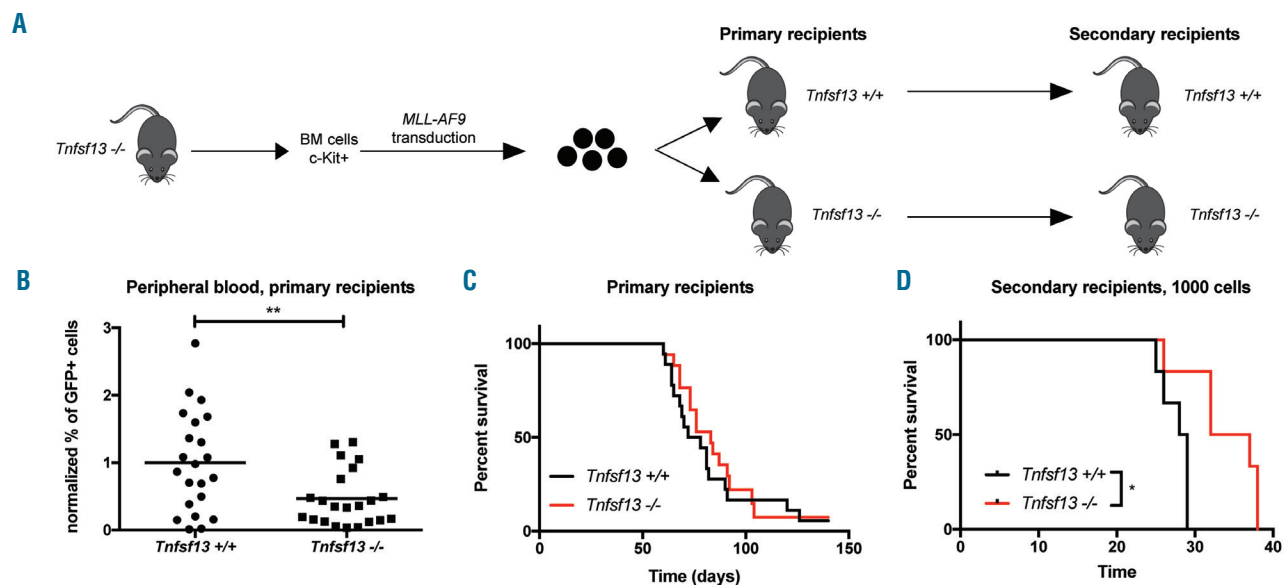 A
Primary recipients
Secondary recipients
Tnfsf13 -/-
BM cells
c-Kit+
MLL-AF9
transduction
Tnfsf13 +/+
Tnfsf13 +/+
Tnfsf13 -/-
Tnfsf13 -/-
B
Peripheral blood, primary recipients
**
normalized % of GFP+ cells
3
2
1
0
Tnfsf13 +/+
Tnfsf13 -/-
C
Primary recipients
Percent survival
100
50
0
Tnfsf13 +/+
Tnfsf13 -/-
0
50
100
150
Time (days)
D
Secondary recipients, 1000 cells
Percent survival
100
50
0
Tnfsf13 +/+
Tnfsf13 -/-
*
0
10
20
30
40
Time